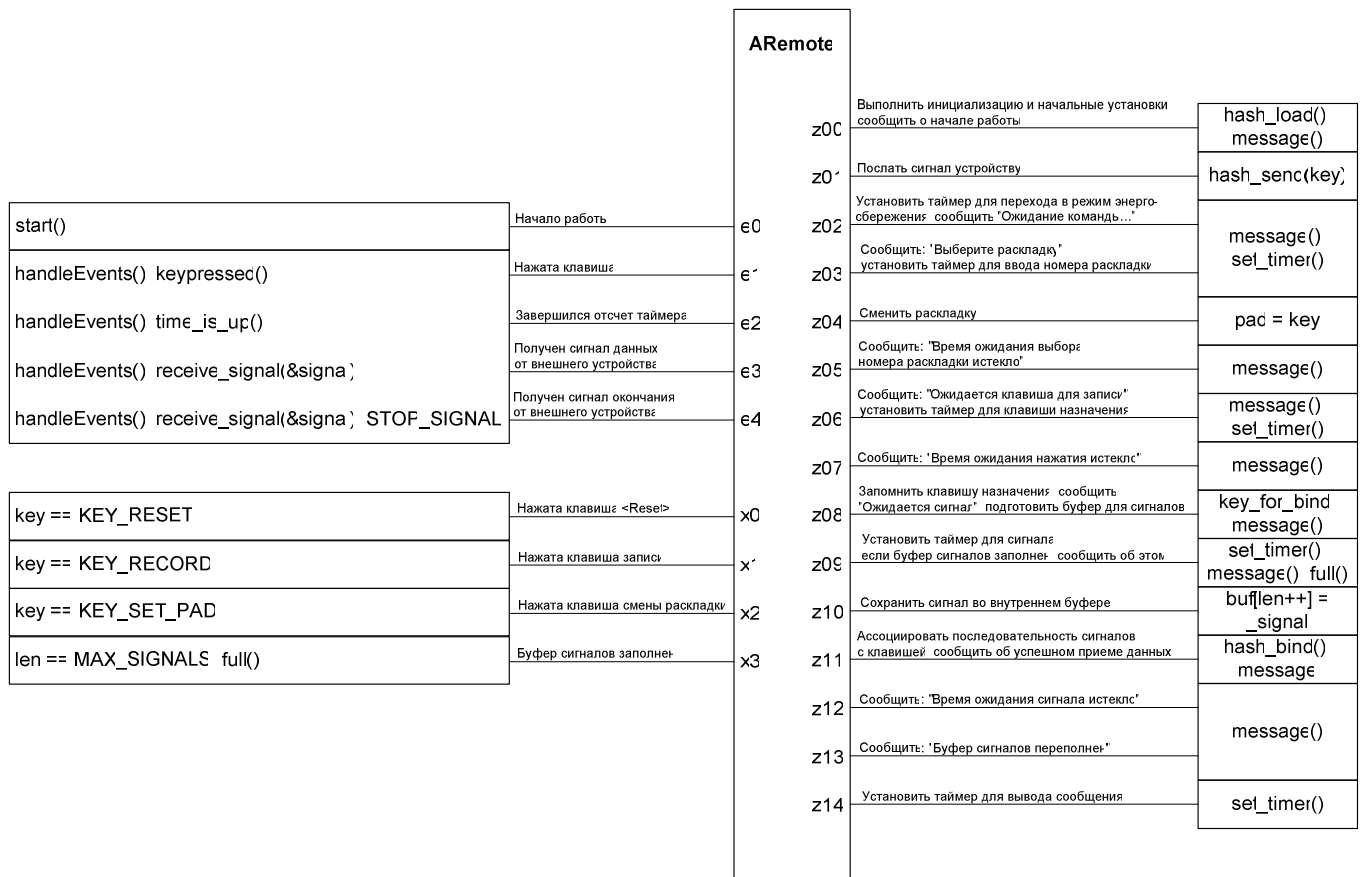 ARemote
start()
Начало работы
e0
handleEvents() keypressed()
Нажата клавиша
e1
handleEvents() time_is_up()
Завершился отсчет таймера
e2
handleEvents() receive_signal(&signal)
Получен сигнал данных
от внешнего устройства
e3
handleEvents() receive_signal(&signal) STOP_SIGNAL
Получен сигнал окончания
от внешнего устройства
e4
key == KEY_RESET
Нажата клавиша <Reset>
x0
key == KEY_RECORD
Нажата клавиша записи
x1
key == KEY_SET_PAD
Нажата клавиша смены раскладки
x2
len == MAX_SIGNALS full()
Буфер сигналов заполнен
x3
z00
Выполнить инициализацию и начальные установки
сообщить о начале работы
hash_load()
message()
z01
Послать сигнал устройству
hash_send(key)
z02
Установить таймер для перехода в режим энерго-
сбережения сообщить "Ожидание команды..."
z03
Сообщить: "Выберите раскладку"
установить таймер для ввода номера раскладки
message()
set_timer()
z04
Сменить раскладку
pad = key
z05
Сообщить: "Время ожидания выбора
номера раскладки истекло"
message()
z06
Сообщить: "Ожидается клавиша для записи"
установить таймер для клавиши назначения
message()
set_timer()
z07
Сообщить: "Время ожидания нажатия истекло"
message()
z08
Запомнить клавишу назначения сообщить
"Ожидается сигнал" подготовить буфер для сигналов
key_for_bind
message()
z09
Установить таймер для сигнала
если буфер сигналов заполнен сообщить об этом
set_timer()
message() full()
z10
Сохранить сигнал во внутреннем буфере
buf[len++] =
_signal
z11
Ассоциировать последовательность сигналов
с клавишей сообщить об успешном приеме данных
hash_bind()
message
z12
Сообщить: "Время ожидания сигнала истекло"
z13
Сообщить: "Буфер сигналов переполнен"
message()
z14
Установить таймер для вывода сообщения
set_timer()